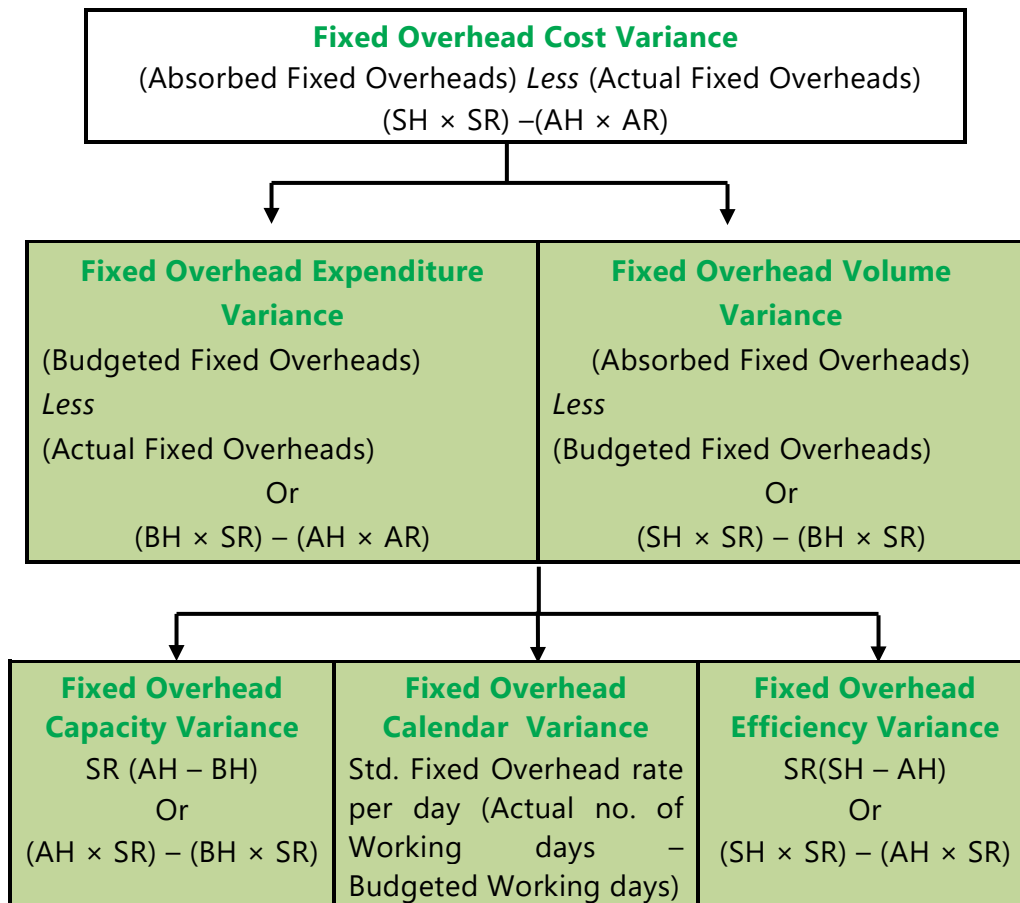 Fixed Overhead Cost Variance
(Absorbed Fixed Overheads) Less (Actual Fixed Overheads)
(SH × SR) –(AH × AR)
Fixed Overhead Expenditure
Variance
(Budgeted Fixed Overheads)
Less
(Actual Fixed Overheads)
Or
(BH × SR) – (AH × AR)
Fixed Overhead Volume
Variance
(Absorbed Fixed Overheads)
Less
(Budgeted Fixed Overheads)
Or
(SH × SR) – (BH × SR)
Fixed Overhead
Capacity Variance
SR (AH – BH)
Or
(AH × SR) – (BH × SR)
Fixed Overhead
Calendar Variance
Std. Fixed Overhead rate
per day (Actual no. of
Working days –
Budgeted Working days)
Fixed Overhead
Efficiency Variance
SR(SH – AH)
Or
(SH × SR) – (AH × SR)